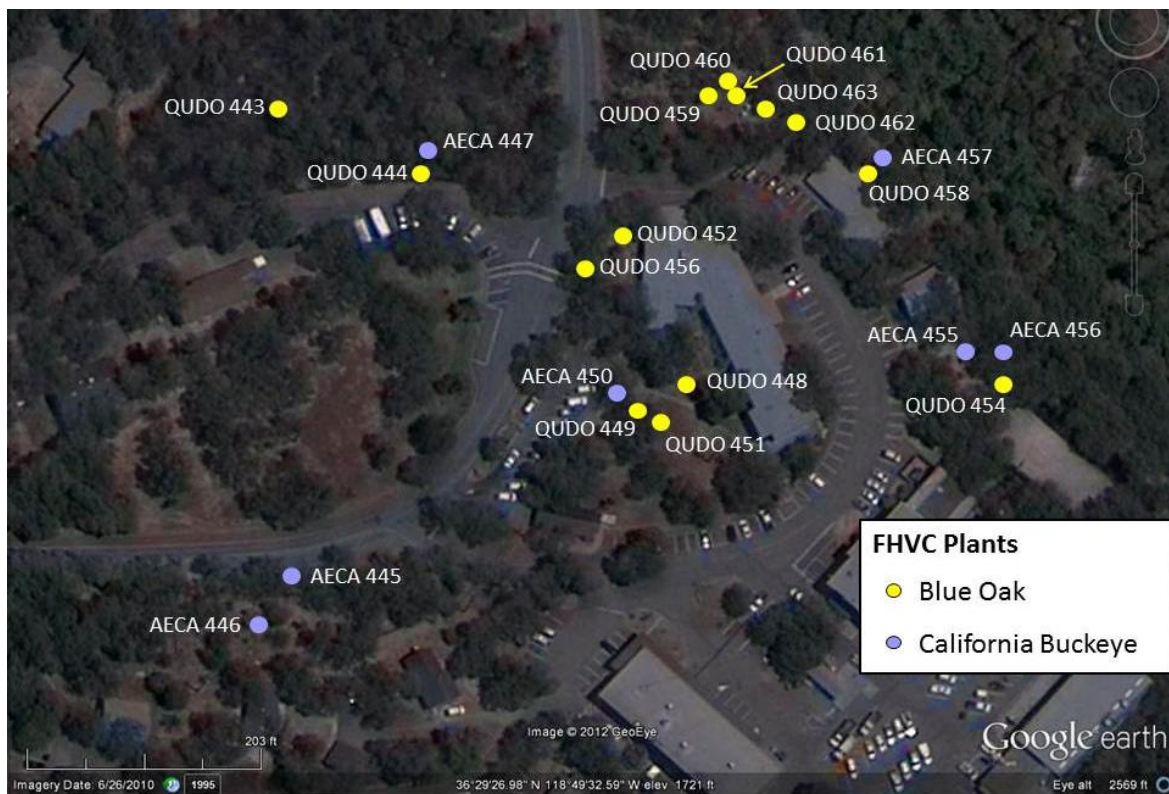 QUDO 460
QUDO 461
QUDO 443
QUDO 459
QUDO 463
QUDO 462
AECA 447
QUDO 444
AECA 457
QUDO 458
QUDO 452
QUDO 456
AECA 455
AECA 456
AECA 450
QUDO 448
QUDO 454
QUDO 449
QUDO 451
FHVC Plants
Blue Oak
California Buckeye
AECA 445
AECA 446
203 ft
Image © 2012 GeoEye
Google earth
Imagery Date: 6/26/2010
1995
36°29'26.98" N 118°49'32.59" W elev 1721 ft
Eye alt 2569 ft